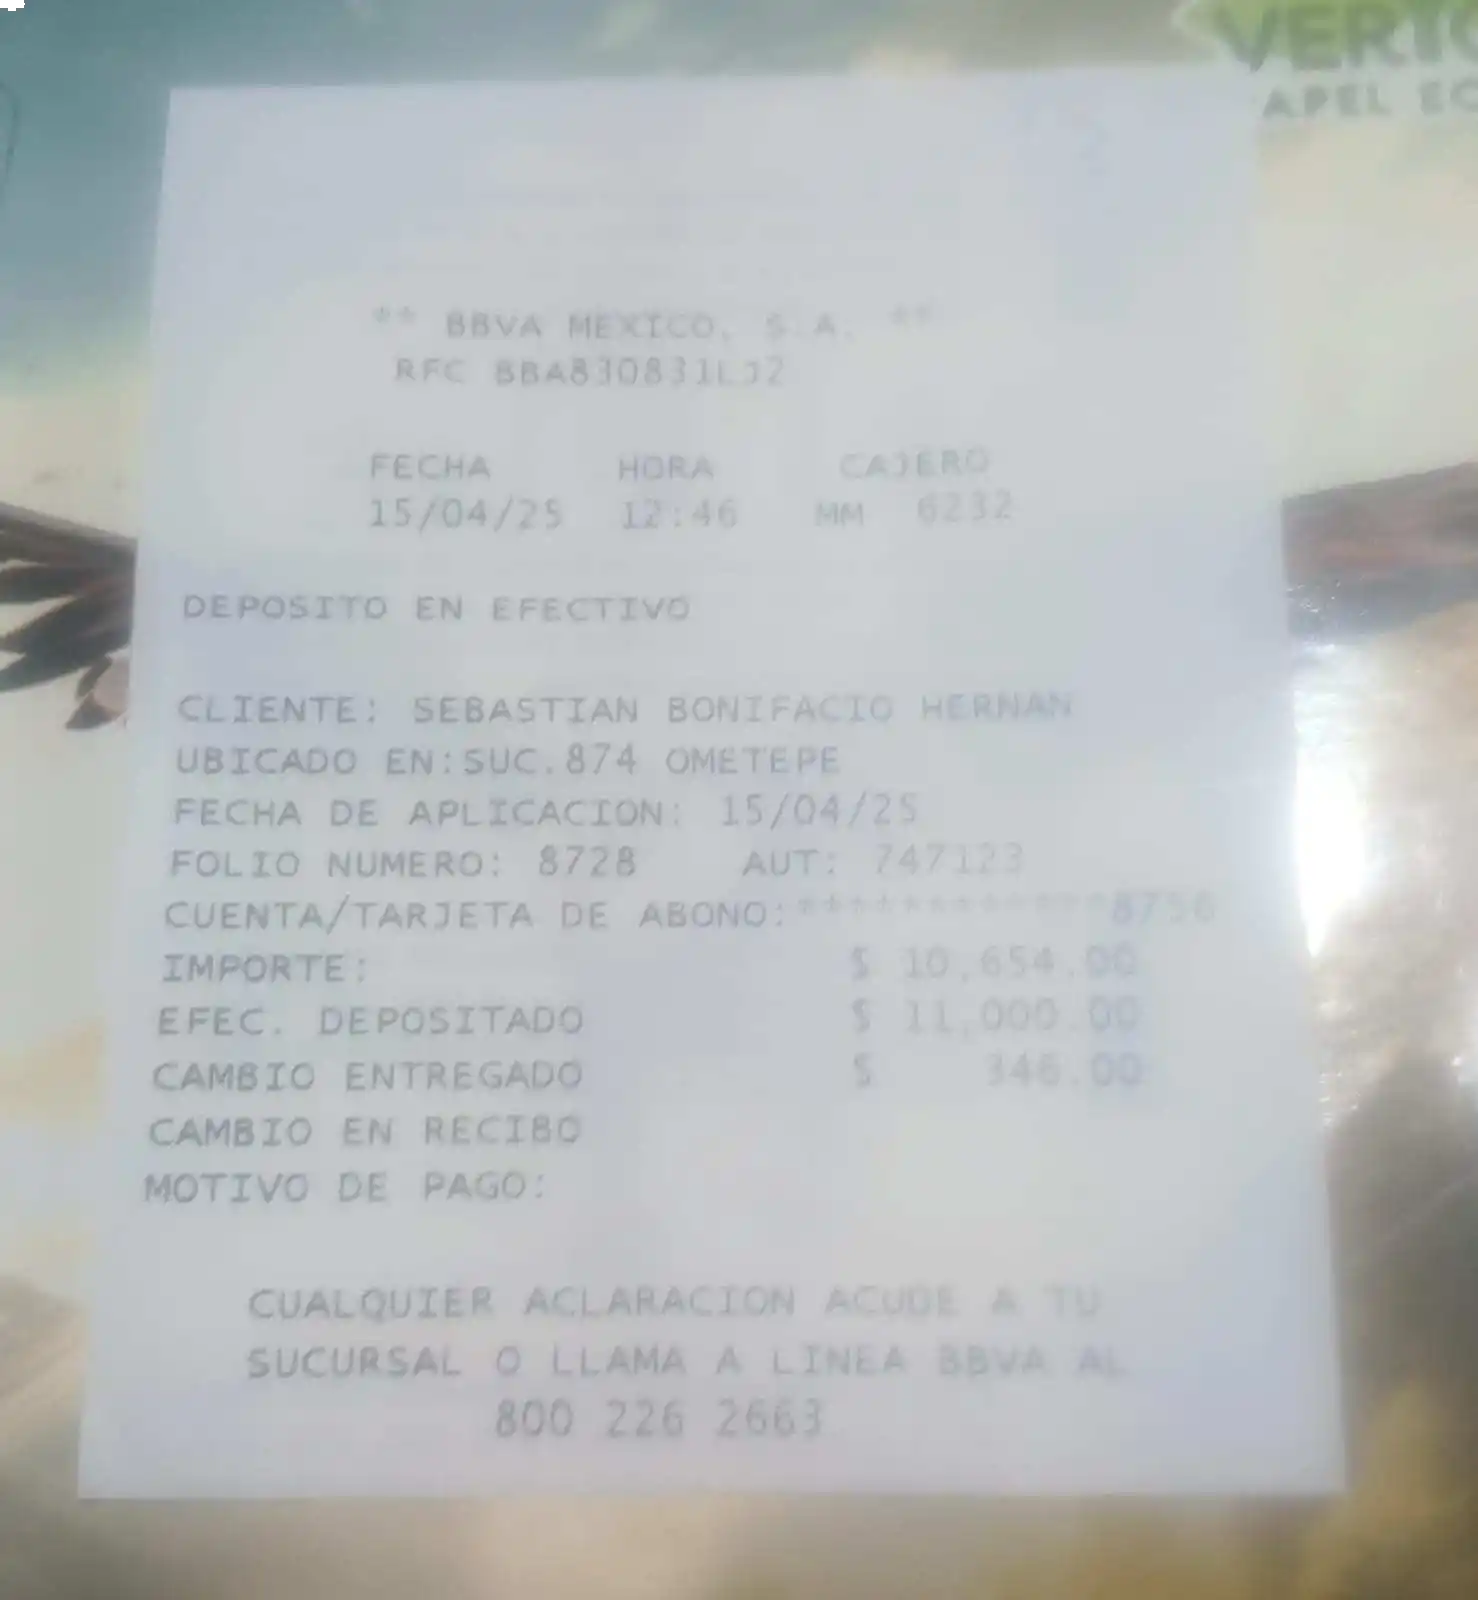 ** BBVA MEXICO, S.A. **
RFC BBA830831LJ2
FECHA HORA CAJERO
15/04/25 12:46 MM 6232
DEPOSITO EN EFECTIVO
CLIENTE: SEBASTIAN BONIFACIO HERNAN
UBICADO EN:SUC.874 OMETEPE
FECHA DE APLICACION: 15/04/25
FOLIO NUMERO: 8728 AUT: 747123
CUENTA/TARJETA DE ABONO:
IMPORTE: $ 10,654.00
EFEC. DEPOSITADO $ 11,000.00
CAMBIO ENTREGADO $ 346.00
CAMBIO EN RECIBO
MOTIVO DE PAGO:
CUALQUIER ACLARACION ACUDE A TU
SUCURSAL O LLAMA A LINEA BBVA AL
800 226 2663